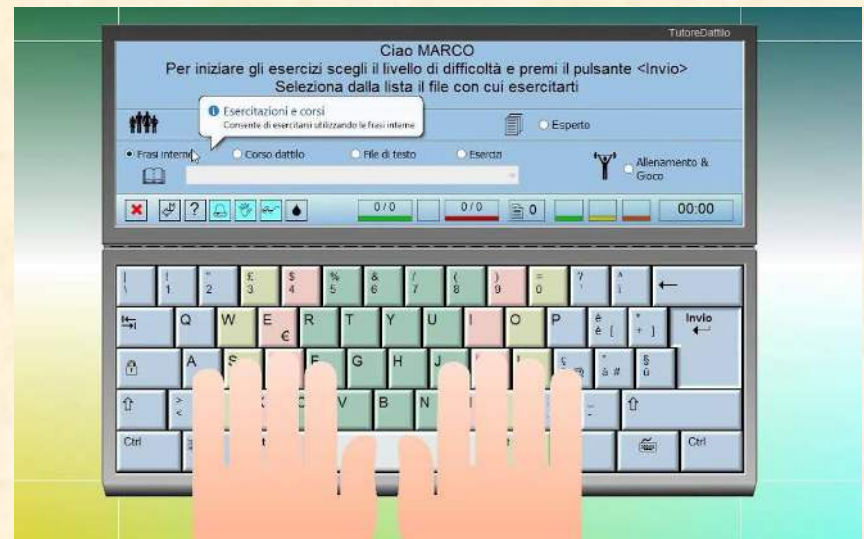 TutoreDattilo
Ciao MARCO
Per iniziare gli esercizi scegli il livello di difficoltà e premi il pulsante <Invio>
Seleziona dalla lista il file con cui esercitarti
Esercitazioni e corsi
Consente di esercitarsi utilizzando le frasi interne
Esperto
Frasi interne
Corso dattilo
File di testo
Esercizi
Allenamento &
Gioco
?
0 / 0
0 / 0
0
00:00
| ! " £ $ % & / ( ) = ? ^
\ 1 2 3 4 5 6 7 8 9 0 ' ì
Q W E € R T Y U I O P é è [ * + ] Invio
A S F G H J ç @ ° à # § ù
> < V B N _ -
Ctrl Ctrl